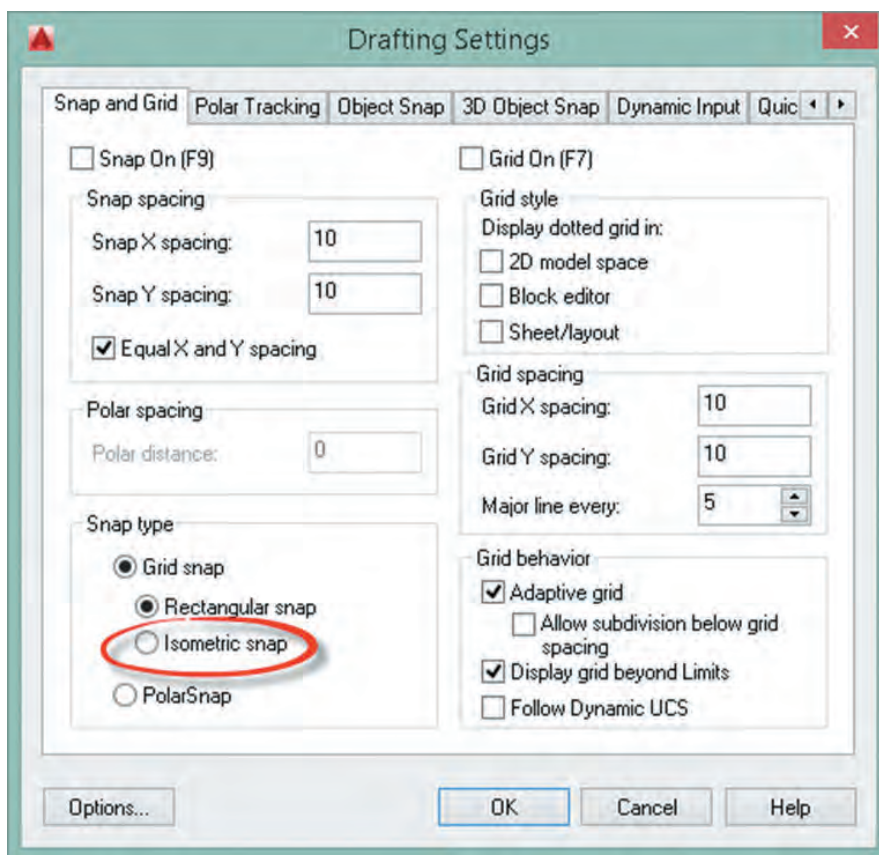 Drafting Settings
Snap and Grid Polar Tracking Object Snap 3D Object Snap Dynamic Input Quic
Snap On (F9)
Snap spacing
Snap X spacing: 10
Snap Y spacing: 10
Equal X and Y spacing
Polar spacing
Polar distance: 0
Snap type
Grid snap
Rectangular snap
Isometric snap
PolarSnap
Grid On (F7)
Grid style
Display dotted grid in:
2D model space
Block editor
Sheet/layout
Grid spacing
Grid X spacing: 10
Grid Y spacing: 10
Major line every: 5
Grid behavior
Adaptive grid
Allow subdivision below grid
spacing
Display grid beyond Limits
Follow Dynamic UCS
Options... OK Cancel Help